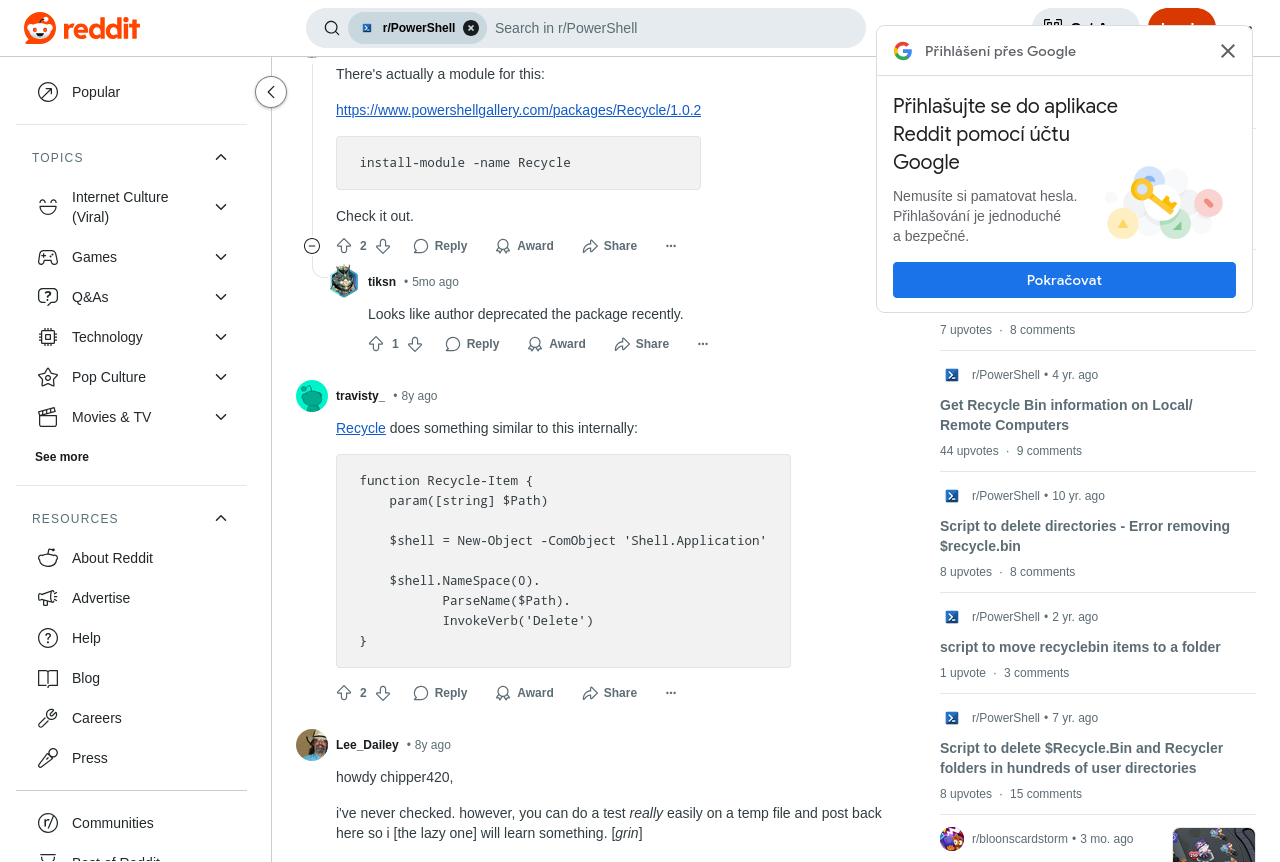 reddit
r/PowerShell
Search in r/PowerShell
Popular
TOPICS
Internet Culture
(Viral)
Games
Q&As
Technology
Pop Culture
Movies & TV
See more
RESOURCES
About Reddit
Advertise
Help
Blog
Careers
Press
Communities
Best of Reddit
There's actually a module for this:
https://www.powershellgallery.com/packages/Recycle/1.0.2
install-module -name Recycle
Check it out.
2 Reply Award Share
tiksn • 5mo ago
Looks like author deprecated the package recently.
1 Reply Award Share
travisty_ • 8y ago
Recycle does something similar to this internally:
function Recycle-Item {
    param([string] $Path)
    $shell = New-Object -ComObject 'Shell.Application'
    $shell.NameSpace(0).
           ParseName($Path).
           InvokeVerb('Delete')
}
2 Reply Award Share
Lee_Dailey • 8y ago
howdy chipper420,
i've never checked. however, you can do a test really easily on a temp file and post back
here so i [the lazy one] will learn something. [grin]
Přihlášení přes Google
Přihlašujte se do aplikace
Reddit pomocí účtu
Google
Nemusíte si pamatovat hesla.
Přihlašování je jednoduché
a bezpečné.
Pokračovat
7 upvotes · 8 comments
r/PowerShell • 4 yr. ago
Get Recycle Bin information on Local/
Remote Computers
44 upvotes · 9 comments
r/PowerShell • 10 yr. ago
Script to delete directories - Error removing
$recycle.bin
8 upvotes · 8 comments
r/PowerShell • 2 yr. ago
script to move recyclebin items to a folder
1 upvote · 3 comments
r/PowerShell • 7 yr. ago
Script to delete $Recycle.Bin and Recycler
folders in hundreds of user directories
8 upvotes · 15 comments
r/bloonscardstorm • 3 mo. ago